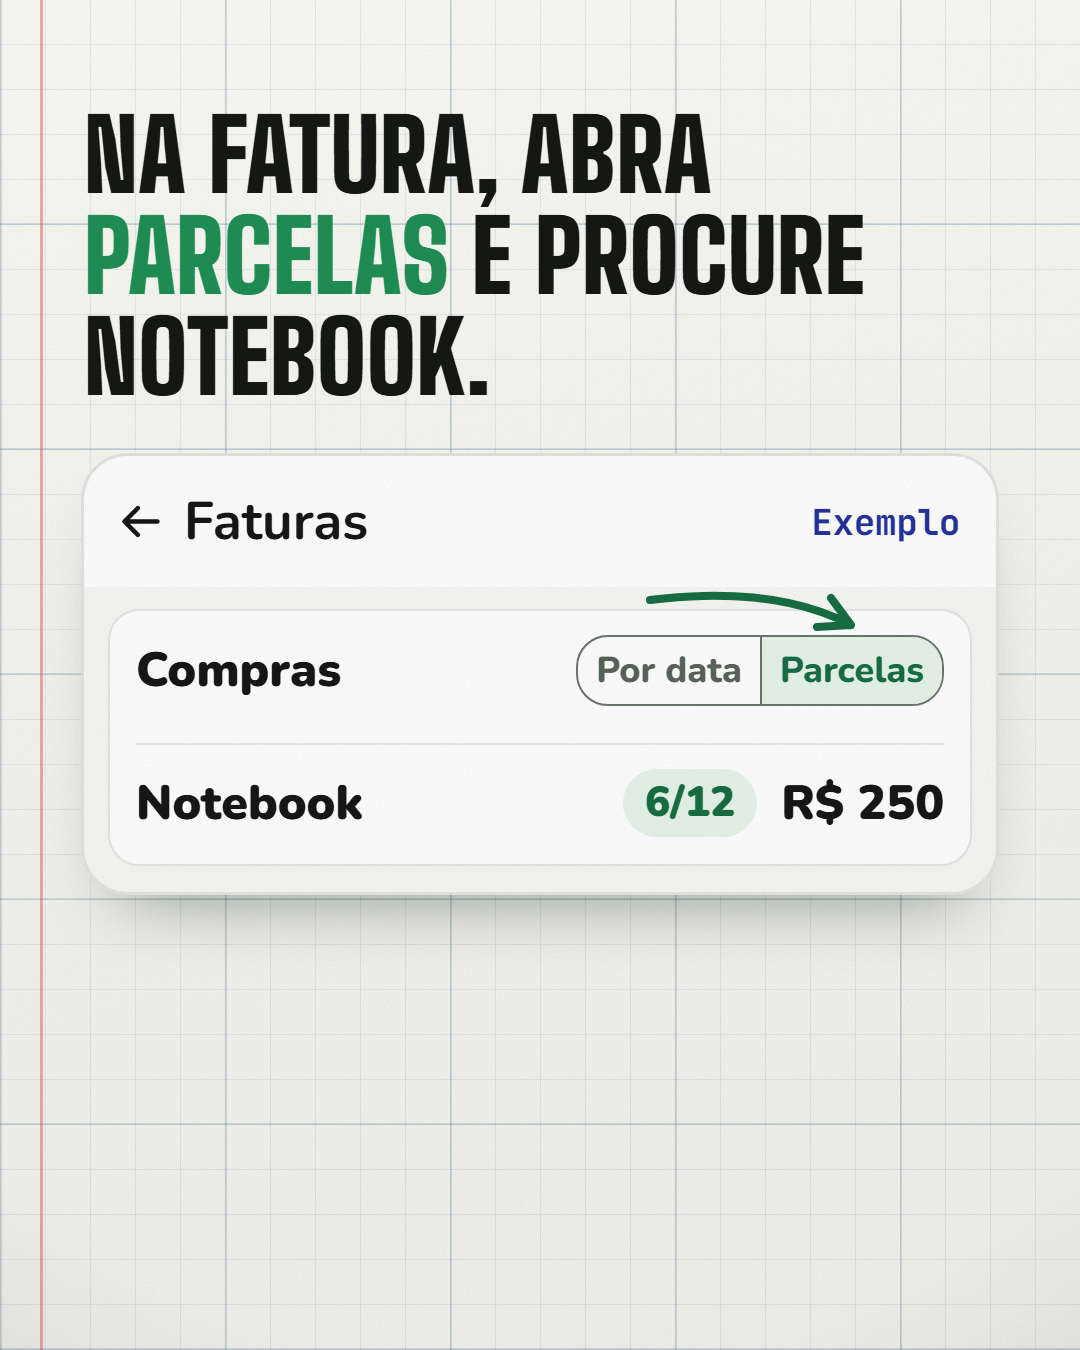 NA FATURA, ABRA
PARCELAS E PROCURE
NOTEBOOK.
Faturas
Exemplo
Compras
Por data
Parcelas
Notebook
6/12
R$ 250